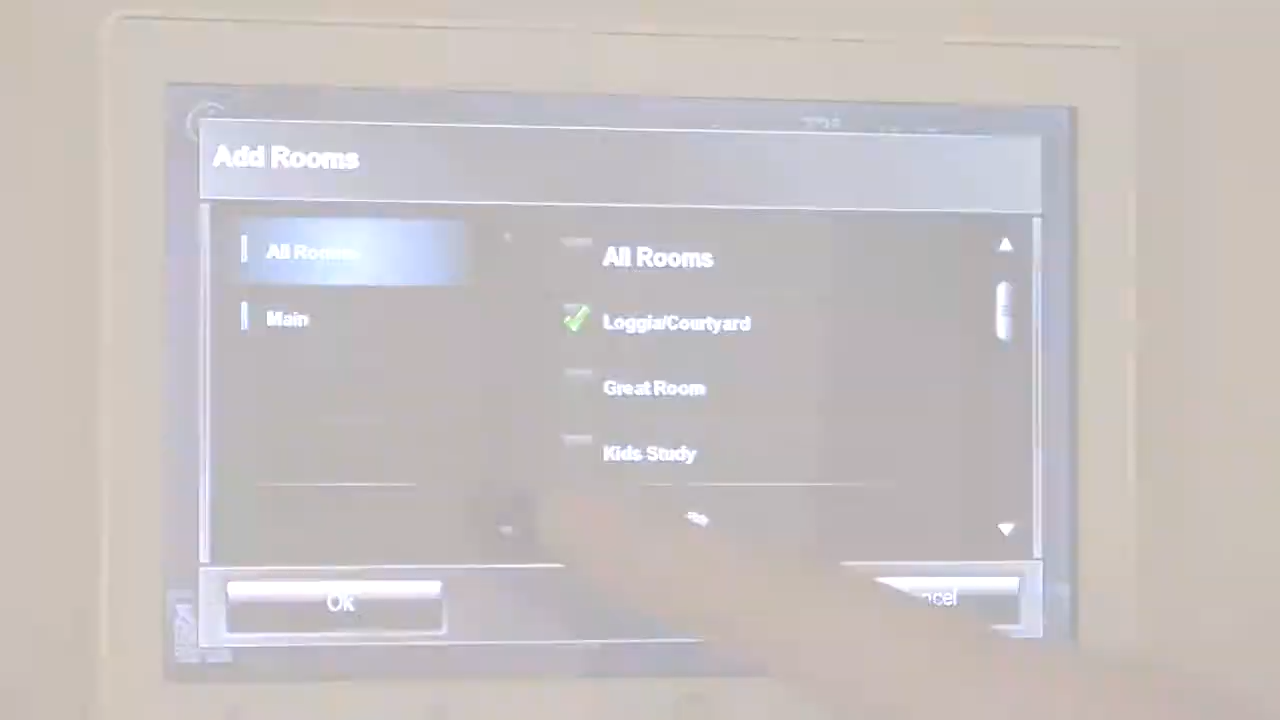 Add Rooms
All Rooms
All Rooms
Main
Loggia/Courtyard
Great Room
Kids Study
Ok